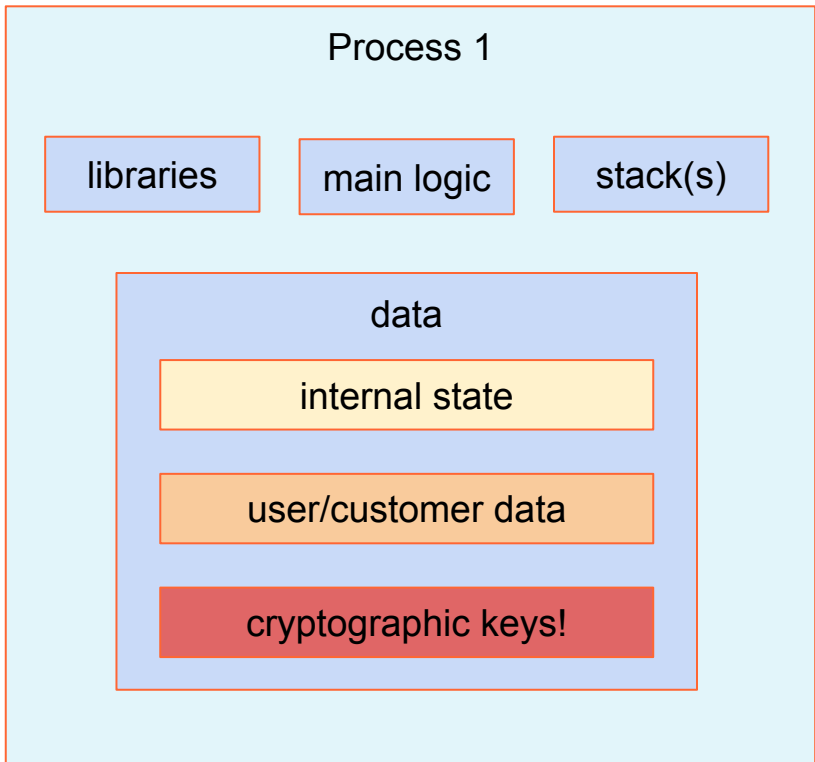 Process 1
libraries
main logic
stack(s)
data
internal state
user/customer data
cryptographic keys!